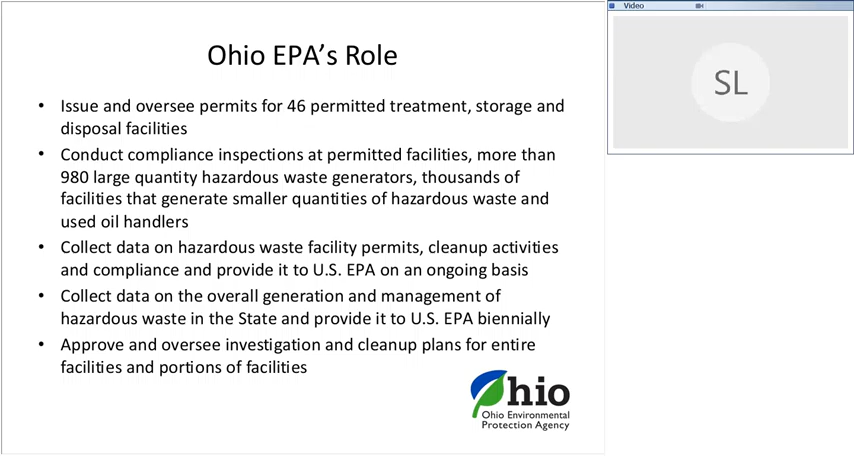 Ohio EPA's Role
• Issue and oversee permits for 46 permitted treatment, storage and
disposal facilities
• Conduct compliance inspections at permitted facilities, more than
980 large quantity hazardous waste generators, thousands of
facilities that generate smaller quantities of hazardous waste and
used oil handlers
• Collect data on hazardous waste facility permits, cleanup activities
and compliance and provide it to U.S. EPA on an ongoing basis
• Collect data on the overall generation and management of
hazardous waste in the State and provide it to U.S. EPA biennially
• Approve and oversee investigation and cleanup plans for entire
facilities and portions of facilities
Ohio
Ohio Environmental
Protection Agency
Video
SL